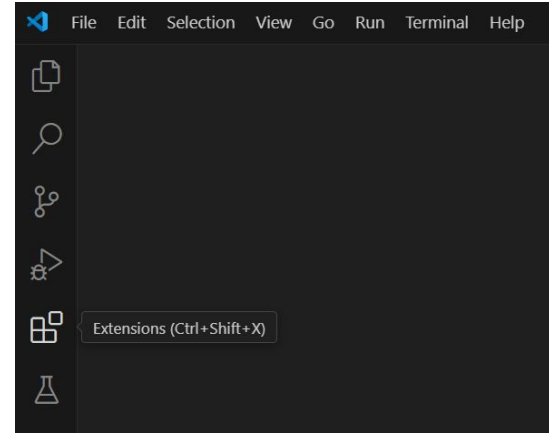 File Edit Selection View Go Run Terminal Help
Extensions (Ctrl+Shift+X)